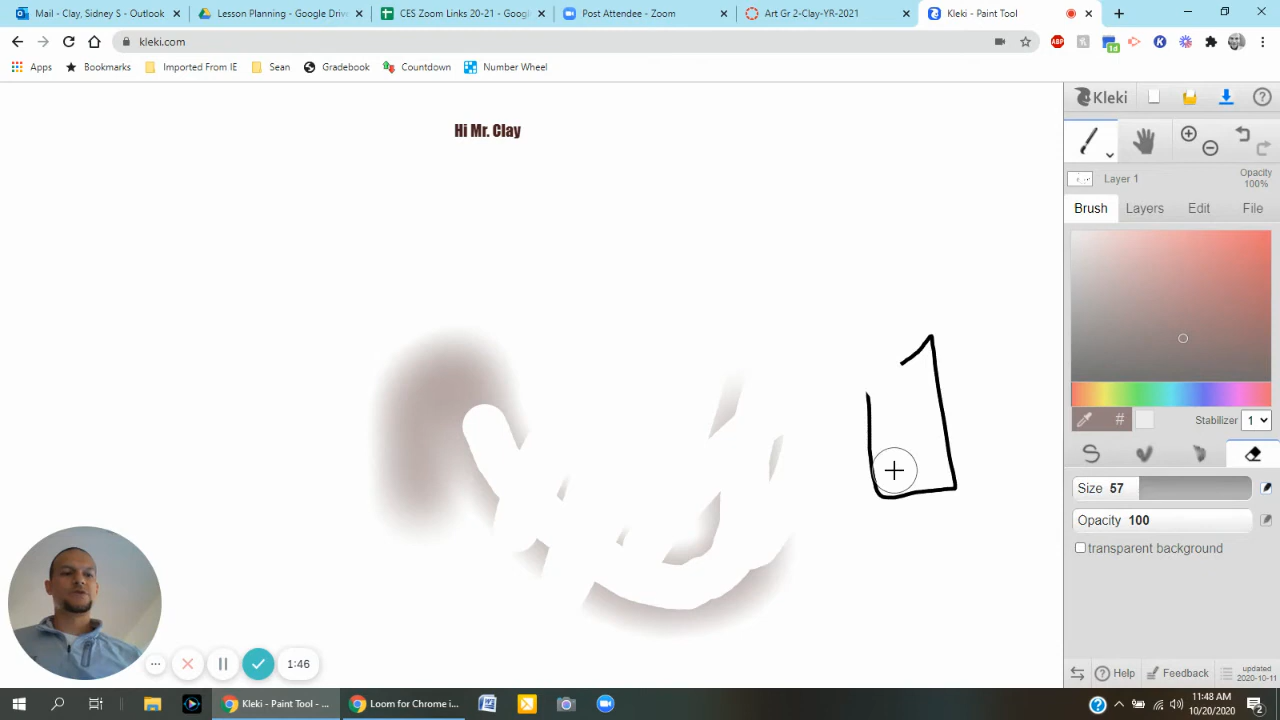 Mail - Clay, Sidney S - Outlook
Lesson Planning - Google Drive
CES Zoom Links 20-21 - Goog
Post Attendee - Zoom
Art Gr 2-Clay-YR-2021
Kleki - Paint Tool
kleki.com
ABP
1d
K
Apps
Bookmarks
Imported From IE
Sean
Gradebook
Countdown
Number Wheel
Hi Mr. Clay
Kleki
Layer 1
Opacity
100%
Brush
Layers
Edit
File
#
Stabilizer
1
Size 57
Opacity 100
transparent background
1:46
Help
Feedback
updated
2020-10-11
Kleki - Paint Tool - ...
Loom for Chrome i...
11:48 AM
10/20/2020
2